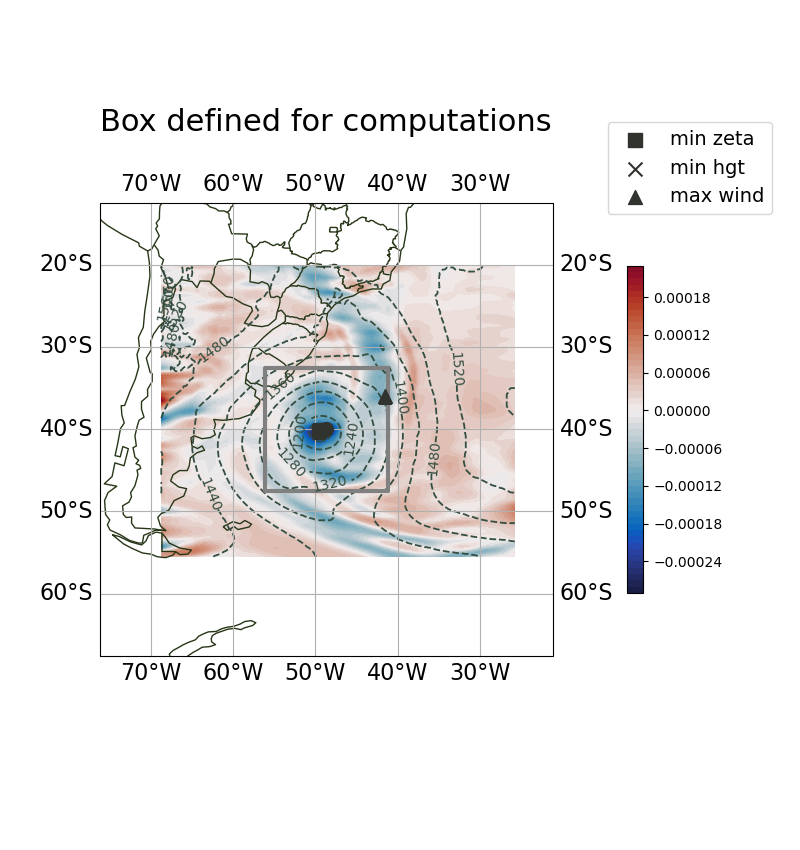 Box defined for computations
min zeta
min hgt
max wind
70°W 60°W 50°W 40°W 30°W
20°S 20°S
30°S 30°S
40°S 40°S
50°S 50°S
60°S 60°S
70°W 60°W 50°W 40°W 30°W
0.00018
0.00012
0.00006
0.00000
−0.00006
−0.00012
−0.00018
−0.00024
1480
1480
1520
1360
1400
1200
1240
1280
1320
1440
1480